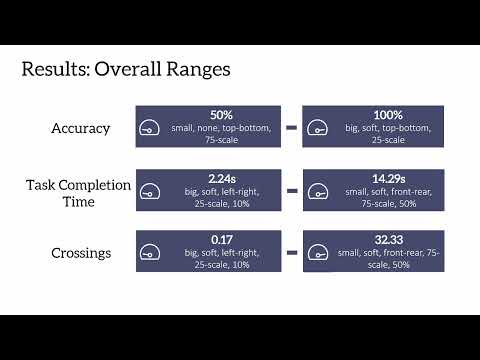 Results: Overall Ranges
Accuracy
50%
small, none, top-bottom,
75-scale
-
100%
big, soft, top-bottom,
25-scale
Task Completion
Time
2.24s
big, soft, left-right,
25-scale, 10%
-
14.29s
small, soft, front-rear,
75-scale, 50%
Crossings
0.17
big, soft, left-right,
25-scale, 10%
-
32.33
small, soft, front-rear, 75-
scale, 50%